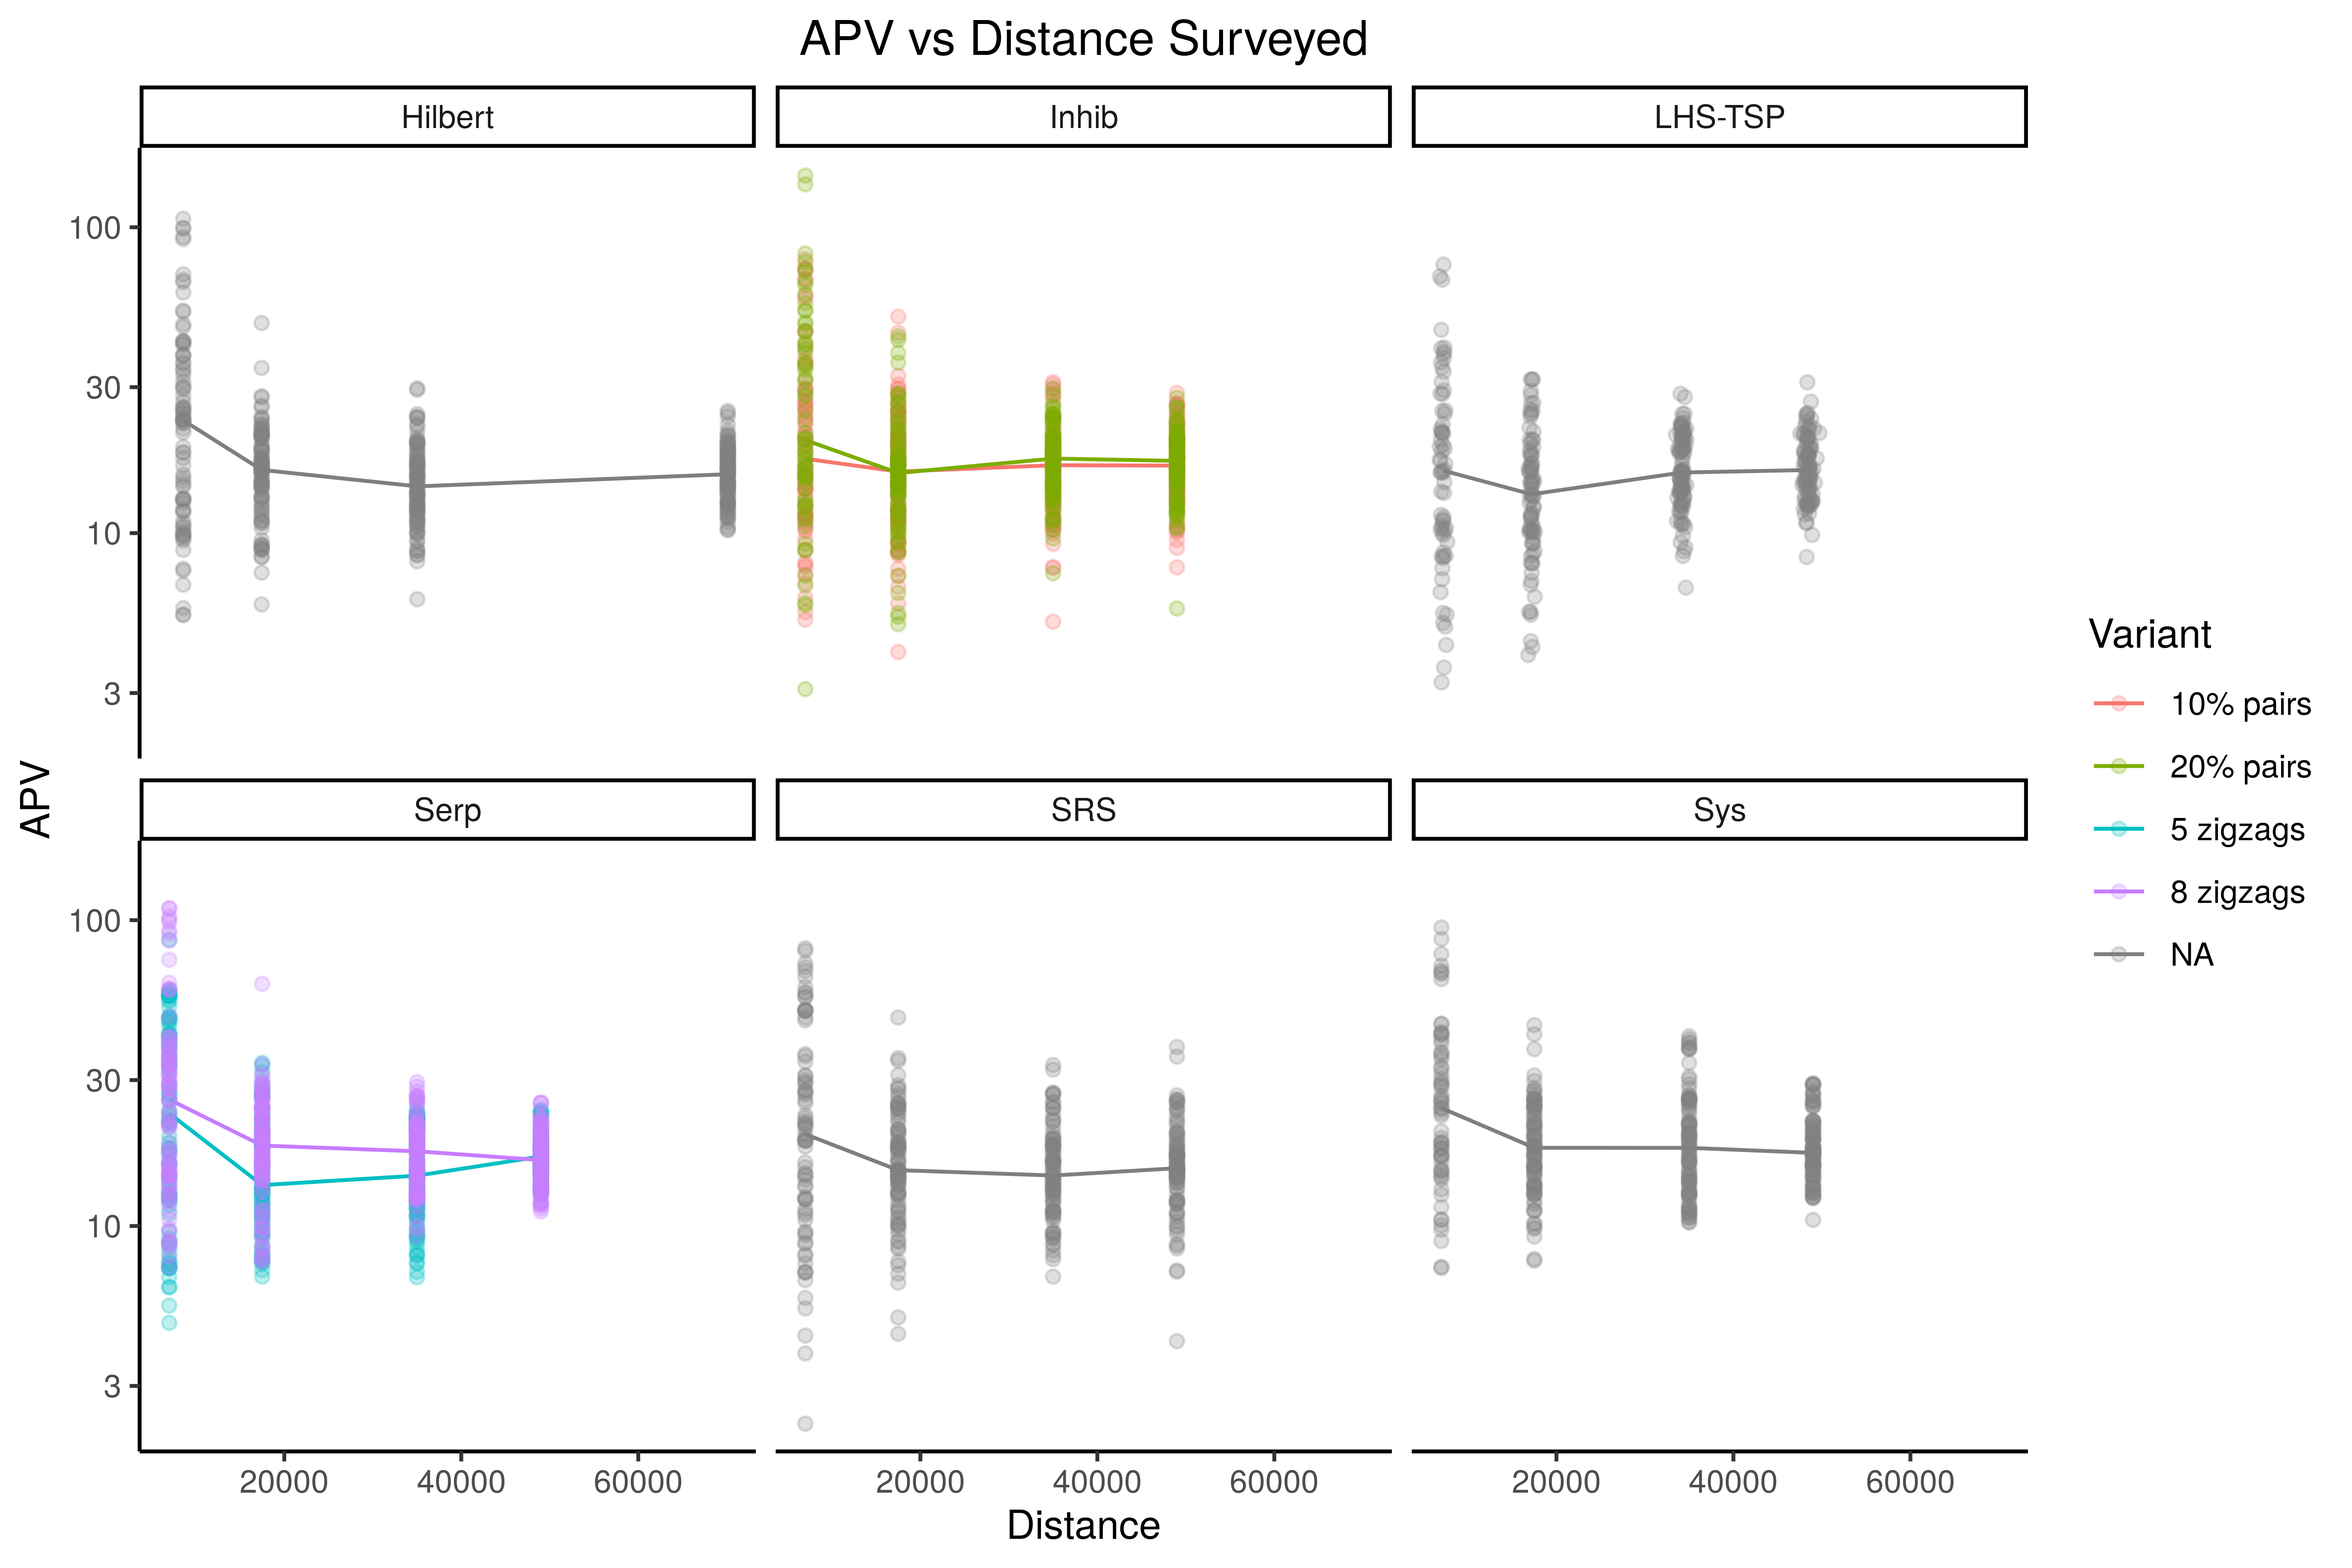 APV vs Distance Surveyed
Hilbert
Inhib
LHS-TSP
100
30
10
3
Serp
SRS
Sys
100
30
10
3
APV
20000 40000 60000
20000 40000 60000
20000 40000 60000
Distance
Variant
10% pairs
20% pairs
5 zigzags
8 zigzags
NA